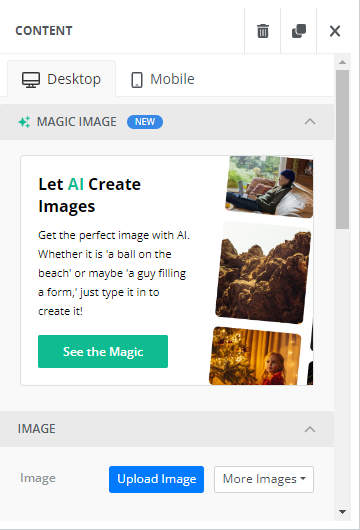 CONTENT
Desktop
Mobile
MAGIC IMAGE NEW
Let AI Create
Images
Get the perfect image with AI.
Whether it is 'a ball on the
beach' or maybe 'a guy filling
a form,' just type it in to
create it!
See the Magic
IMAGE
Image
Upload Image
More Images